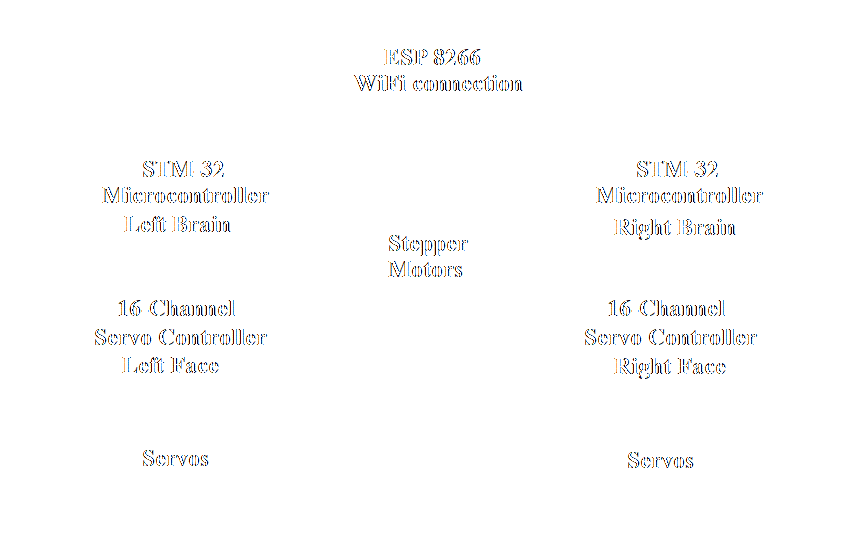 ESP 8266
WiFi connection
STM 32
Microcontroller
Left Brain
STM 32
Microcontroller
Right Brain
Stepper
Motors
16-Channel
Servo Controller
Left Face
16-Channel
Servo Controller
Right Face
Servos
Servos